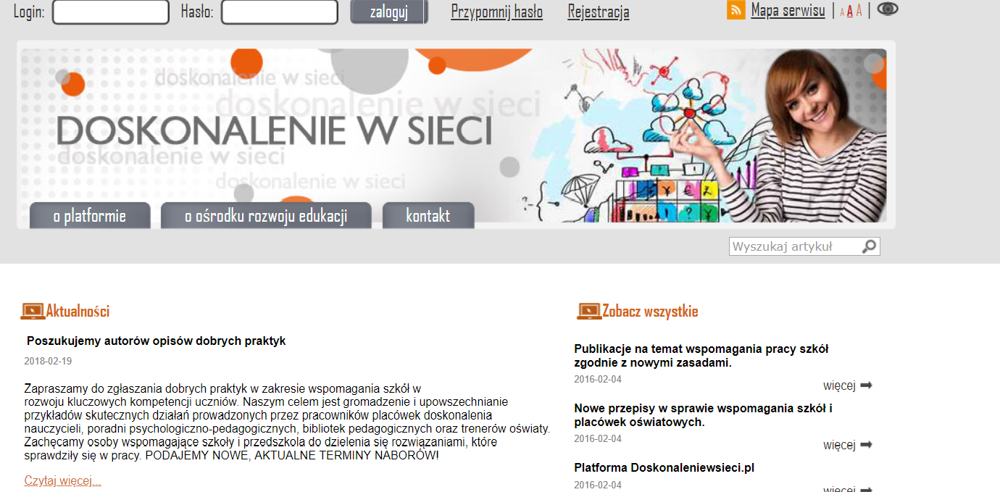 Login: Hasło: zaloguj Przypomnij hasło Rejestracja Mapa serwisu | A A A |
doskonalenie w sieci
doskonalenie w sieci
DOSKONALENIE W SIECI
doskonalenie w sieci
doskonalenie w sieci
o platformie o ośrodku rozwoju edukacji kontakt
Wyszukaj artykuł
Aktualności
Poszukujemy autorów opisów dobrych praktyk
2018-02-19
Zapraszamy do zgłaszania dobrych praktyk w zakresie wspomagania szkół w
rozwoju kluczowych kompetencji uczniów. Naszym celem jest gromadzenie i upowszechnianie
przykładów skutecznych działań prowadzonych przez pracowników placówek doskonalenia
nauczycieli, poradni psychologiczno-pedagogicznych, bibliotek pedagogicznych oraz trenerów oświaty.
Zachęcamy osoby wspomagające szkoły i przedszkola do dzielenia się rozwiązaniami, które
sprawdziły się w pracy. PODAJEMY NOWE, AKTUALNE TERMINY NABORÓW!
Czytaj więcej...
Zobacz wszystkie
Publikacje na temat wspomagania pracy szkół
zgodnie z nowymi zasadami.
2016-02-04
więcej
Nowe przepisy w sprawie wspomagania szkół i
placówek oświatowych.
2016-02-04
więcej
Platforma Doskonaleniewsieci.pl
2016-02-04
więcej